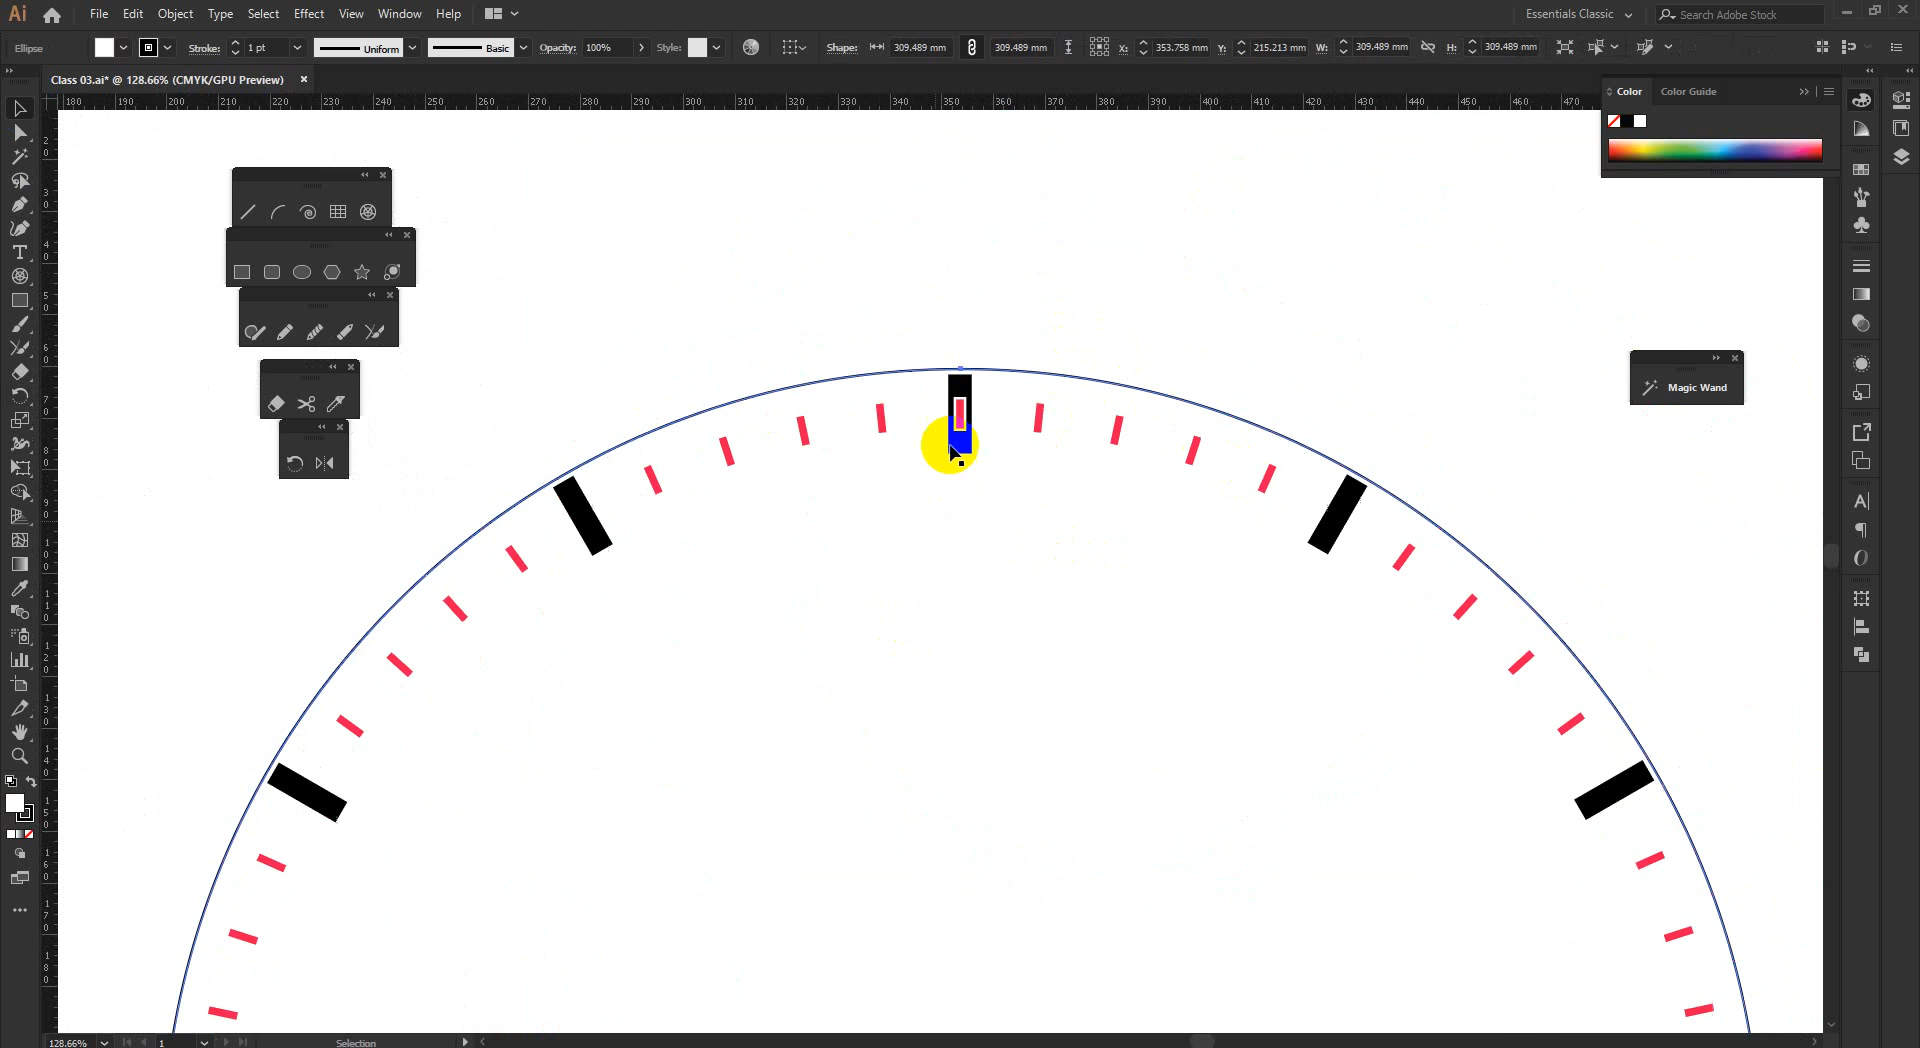 Ai File Edit Object Type Select Effect View Window Help Essentials Classic Search Adobe Stock
Ellipse Stroke: 1 pt Uniform Basic Opacity: 100% Style: Shape: 309.489 mm 309.489 mm X: 353.758 mm Y: 215.213 mm W: 309.489 mm H: 309.489 mm
Class 03.ai* @ 128.66% (CMYK/GPU Preview)
180 190 200 210 220 230 240 250 260 270 280 290 300 310 320 330 340 350 360 370 380 390 400 410 420 430 440 450 460 470
Color Color Guide
Magic Wand
128.66% 1 Selection